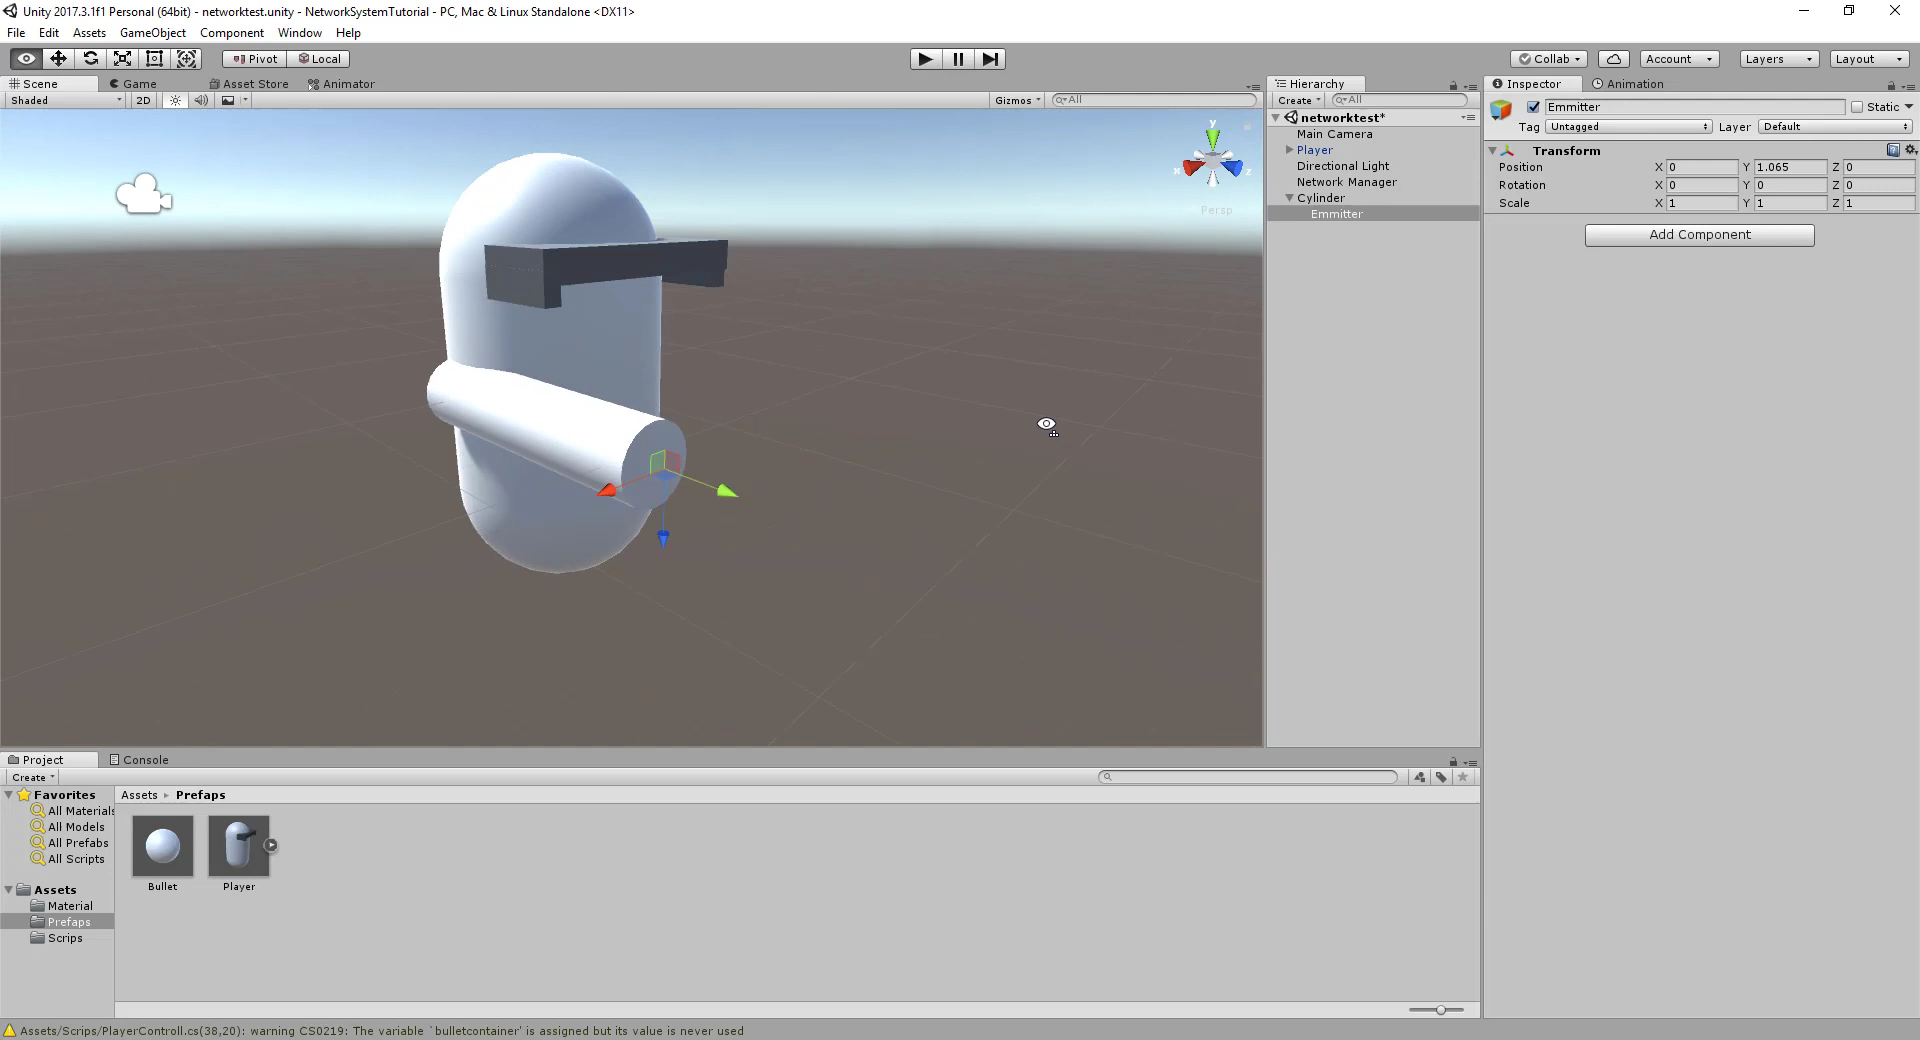 Unity 2017.3.1f1 Personal (64bit) - networktest.unity - NetworkSystemTutorial - PC, Mac & Linux Standalone <DX11>
File Edit Assets GameObject Component Window Help
Pivot Local Collab Account Layers Layout
Scene Game Asset Store Animator
Shaded 2D Gizmos All
y
x z
Persp
Hierarchy
Create All
networktest*
Main Camera
Player
Directional Light
Network Manager
Cylinder
Emmitter
Inspector Animation
Emmitter Static
Tag Untagged Layer Default
Transform
Position X 0 Y 1.065 Z 0
Rotation X 0 Y 0 Z 0
Scale X 1 Y 1 Z 1
Add Component
Project Console
Create
Favorites
All Materials
All Models
All Prefabs
All Scripts
Assets
Material
Prefaps
Scrips
Assets Prefaps
Bullet Player
Assets/Scrips/PlayerControll.cs(38,20): warning CS0219: The variable `bulletcontainer' is assigned but its value is never used